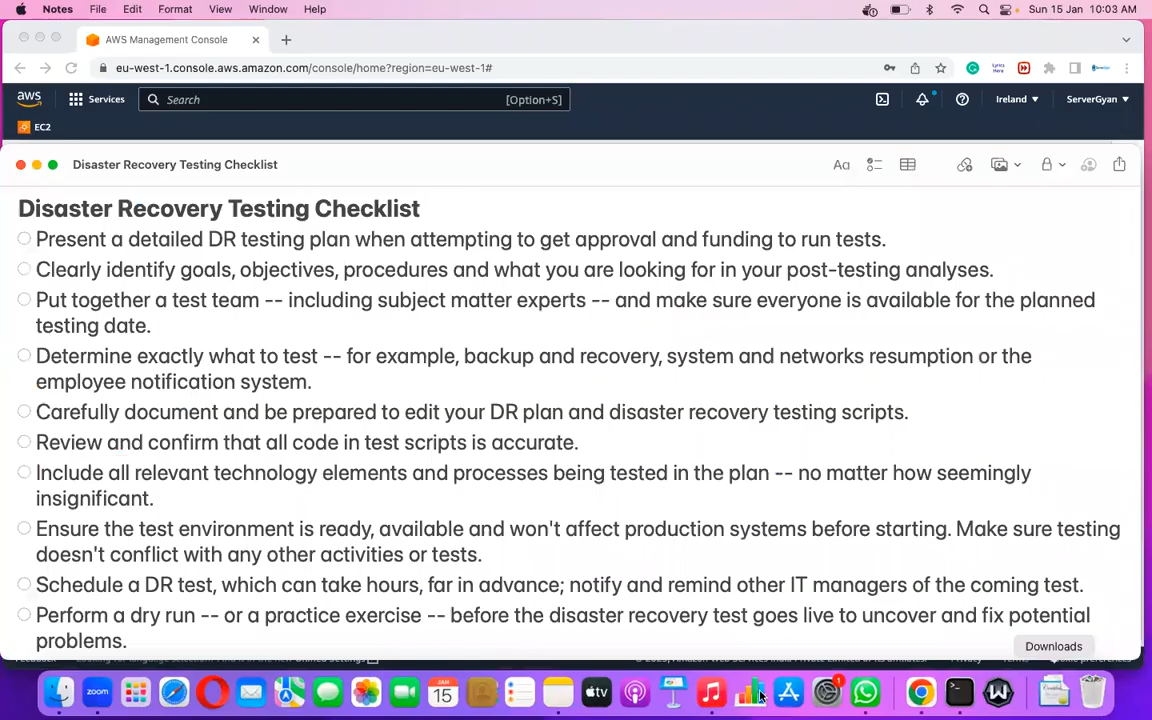 Notes File Edit Format View Window Help Sun 15 Jan 10:03 AM
AWS Management Console
eu-west-1.console.aws.amazon.com/console/home?region=eu-west-1#
aws Services Search [Option+S] Ireland ServerGyan
EC2
Disaster Recovery Testing Checklist Aa
Disaster Recovery Testing Checklist
Present a detailed DR testing plan when attempting to get approval and funding to run tests.
Clearly identify goals, objectives, procedures and what you are looking for in your post-testing analyses.
Put together a test team -- including subject matter experts -- and make sure everyone is available for the planned
testing date.
Determine exactly what to test -- for example, backup and recovery, system and networks resumption or the
employee notification system.
Carefully document and be prepared to edit your DR plan and disaster recovery testing scripts.
Review and confirm that all code in test scripts is accurate.
Include all relevant technology elements and processes being tested in the plan -- no matter how seemingly
insignificant.
Ensure the test environment is ready, available and won't affect production systems before starting. Make sure testing
doesn't conflict with any other activities or tests.
Schedule a DR test, which can take hours, far in advance; notify and remind other IT managers of the coming test.
Perform a dry run -- or a practice exercise -- before the disaster recovery test goes live to uncover and fix potential
problems.
Downloads
zoom JAN 15 tv 1